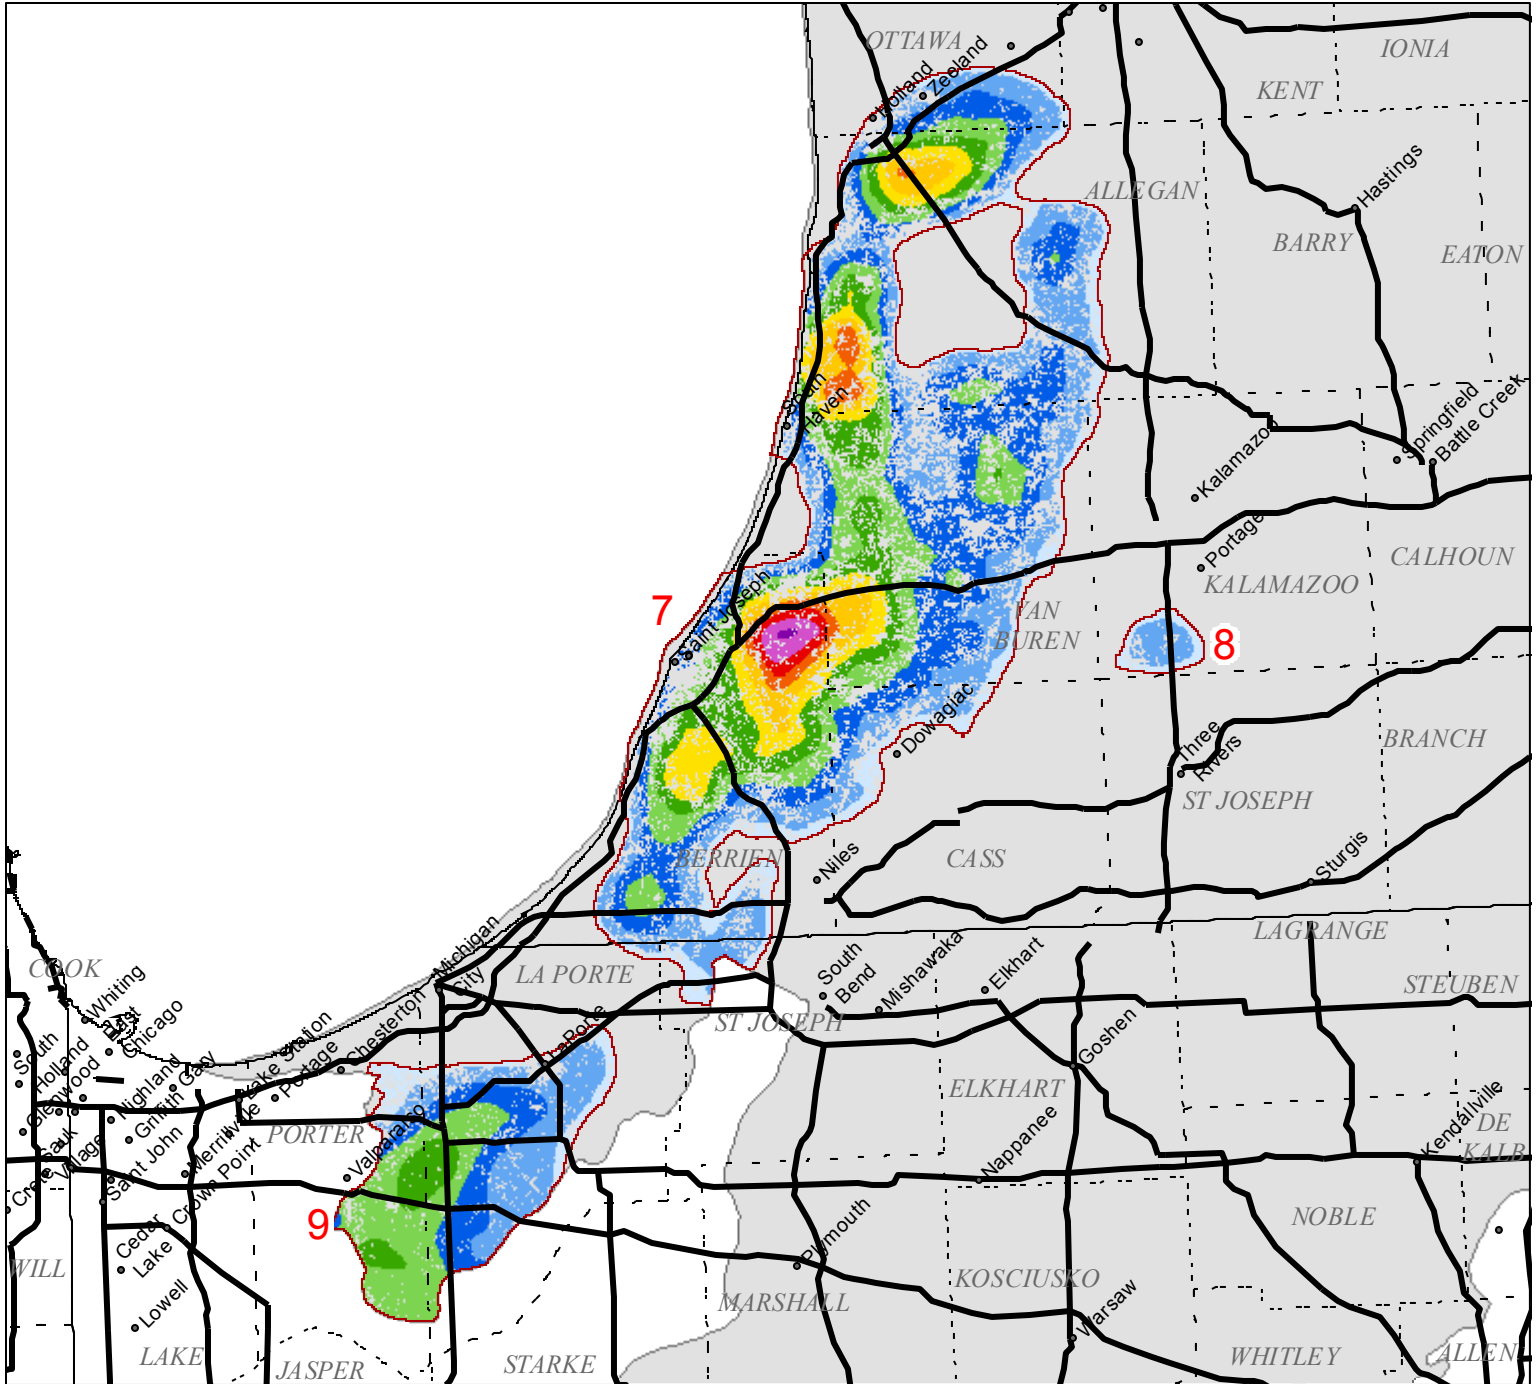 OTTAWA
IONIA
Zeeland
Holland
KENT
Hastings
ALLEGAN
BARRY
EATON
South
Haven
Springfield
Battle Creek
Kalamazoo
Portage
CALHOUN
KALAMAZOO
7
Saint Joseph
VAN
BUREN
8
Dowagiac
Three
Rivers
BRANCH
ST JOSEPH
BERRIEN
Niles
CASS
Sturgis
LAGRANGE
Michigan
City
COOK
Whiting
LA PORTE
South
Bend
Mishawaka
Elkhart
STEUBEN
East
Chicago
Lake Station
Chesterton
LaPorte
ST JOSEPH
South
Holland
Glenwood
Highland
Gary
Portage
Goshen
ELKHART
Griffith
Merrillville
PORTER
Valparaiso
Nappanee
Kendallville
DE
KALB
Sauk
Village
Crete
Saint John
Crown Point
9
Cedar
Lake
Plymouth
NOBLE
WILL
Lowell
KOSCIUSKO
MARSHALL
Warsaw
LAKE
JASPER
STARKE
WHITLEY
ALLEN